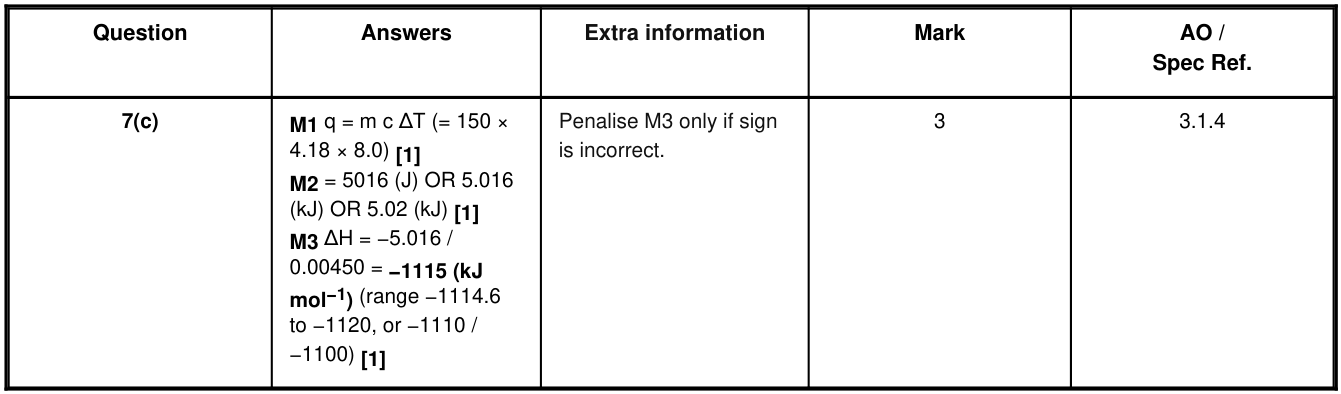 Question Answers Extra information Mark AO /
Spec Ref.
7(c)
M1 q = m c ΔT (= 150 ×
4.18 × 8.0) [1]
M2 = 5016 (J) OR 5.016
(kJ) OR 5.02 (kJ) [1]
M3 ΔH = −5.016 /
0.00450 = −1115 (kJ
mol⁻¹) (range −1114.6
to −1120, or −1110 /
−1100) [1]
Penalise M3 only if sign
is incorrect.
3
3.1.4